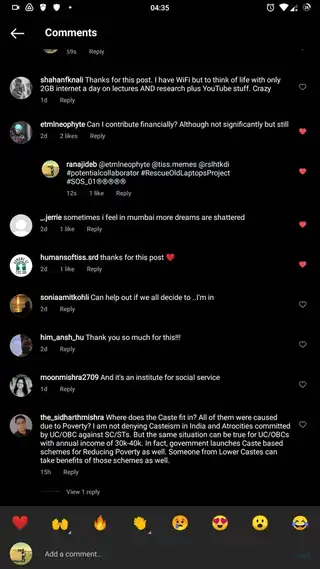 04:35
Comments
59s Reply
shahanfknali Thanks for this post. I have WiFi but to think of life with only
2GB internet a day on lectures AND research plus YouTube stuff. Crazy
1d Reply
etmlneophyte Can I contribute financially? Although not significantly but still
2d 2 likes Reply
ranajideb @etmlneophyte @tiss.memes @rslhtkdi
#potentialcollaborator #RescueOldLaptopsProject
#SOS_01®®®®®
12s 1 like Reply
_.jerrie sometimes i feel in mumbai more dreams are shattered
2d 1 like Reply
humansoftiss.srd thanks for this post ❤️
2d 1 like Reply
soniaamitkohli Can help out if we all decide to ..I'm in
2d Reply
him_ansh_hu Thank you so much for this!!!
2d Reply
moonmishra2709 And it's an institute for social service
1d Reply
the_sidharthmishra Where does the Caste fit in? All of them were caused
due to Poverty? I am not denying Casteism in India and Atrocities committed
by UC/OBC against SC/STs. But the same situation can be true for UC/OBCs
with annual income of 30k-40k. In fact, government launches Caste based
schemes for Reducing Poverty as well. Someone from Lower Castes can
take benefits of those schemes as well.
15h Reply
View 1 reply
Add a comment..